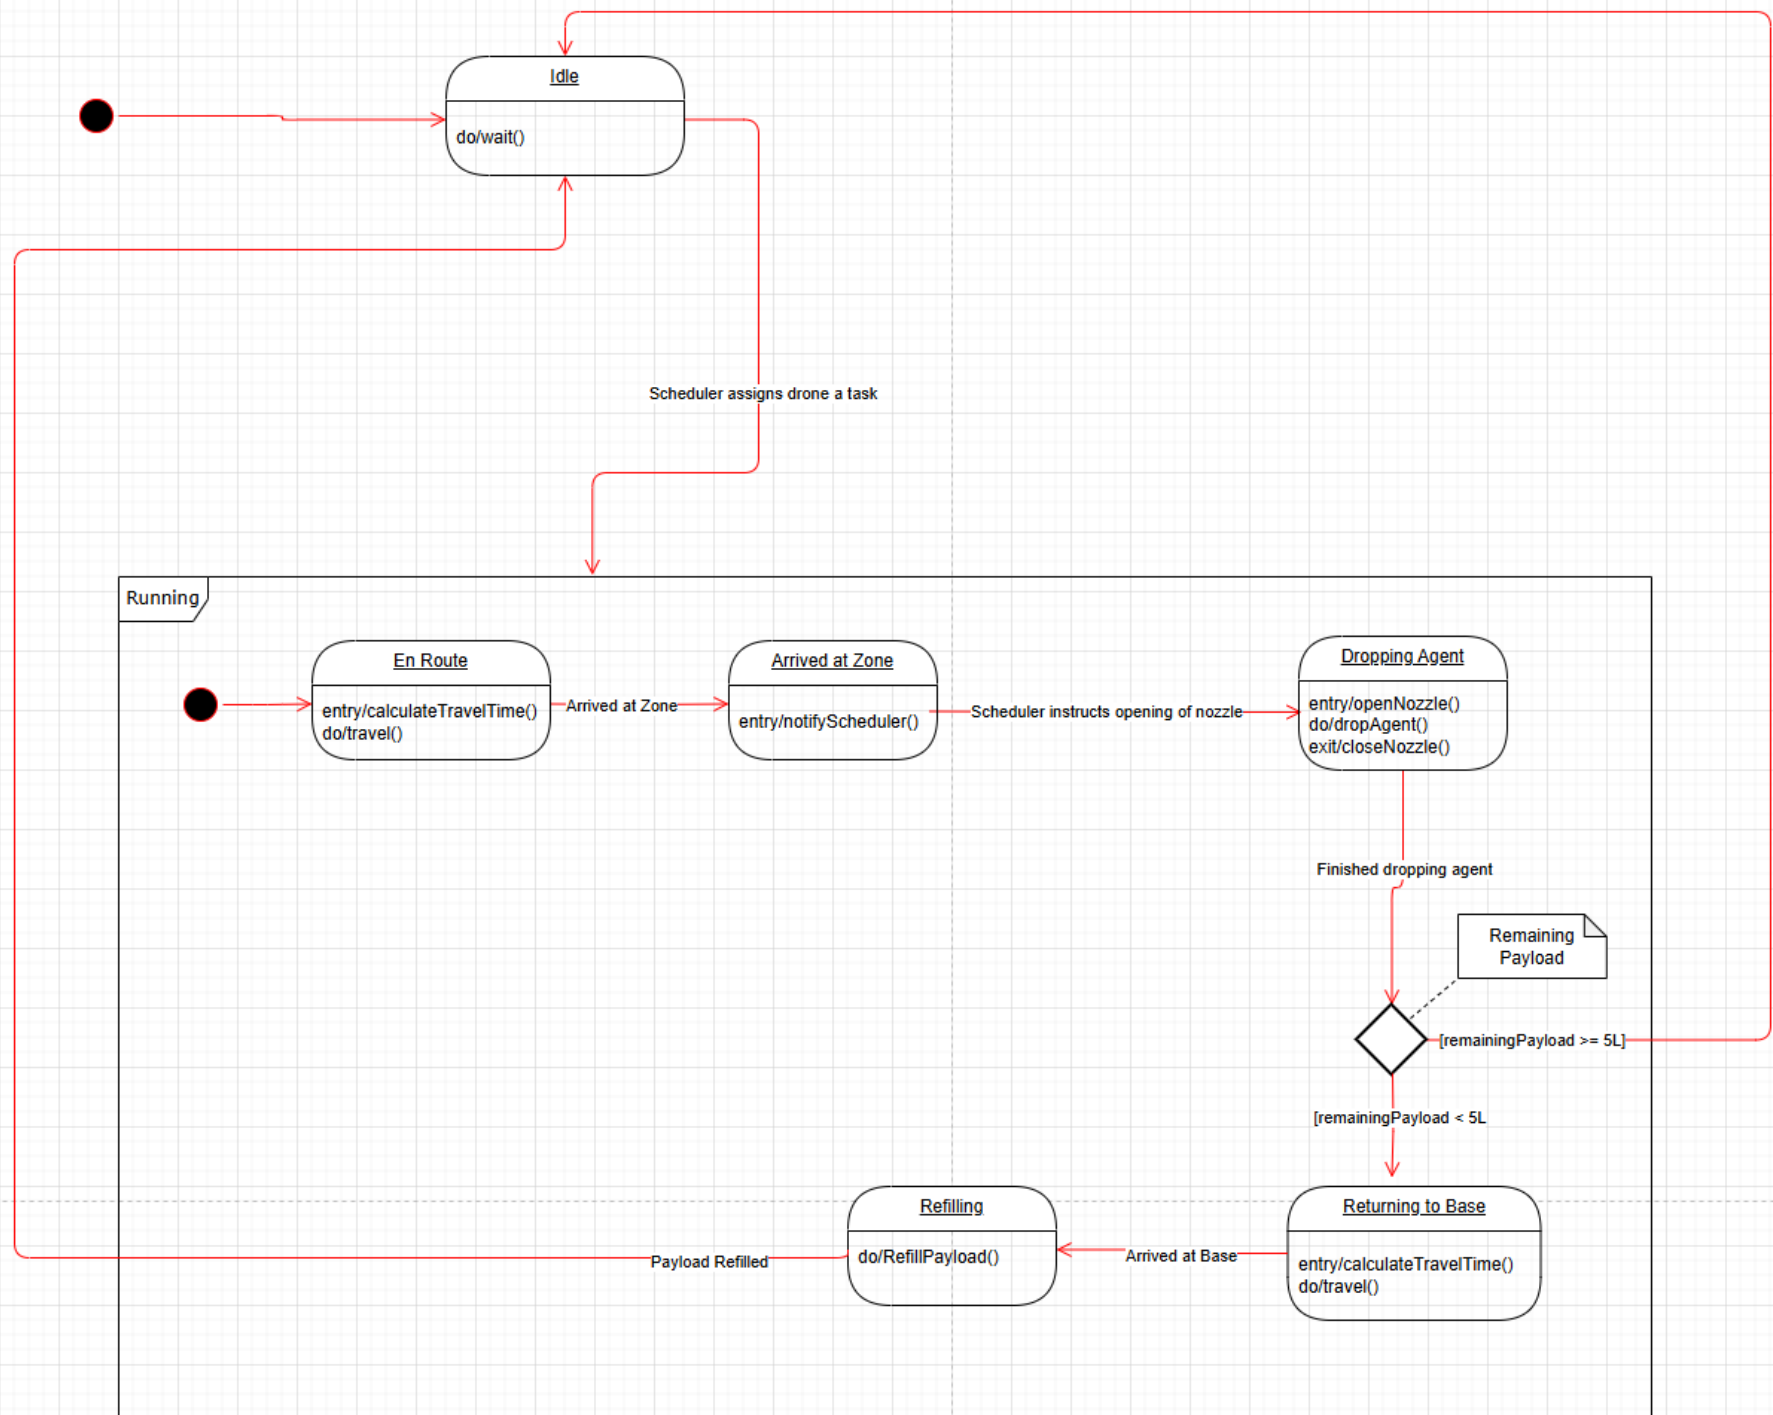 Idle
do/wait()
Scheduler assigns drone a task
Running
En Route
entry/calculateTravelTime()
do/travel()
Arrived at Zone
Arrived at Zone
entry/notifyScheduler()
Scheduler instructs opening of nozzle
Dropping Agent
entry/openNozzle()
do/dropAgent()
exit/closeNozzle()
Finished dropping agent
Remaining
Payload
[remainingPayload >= 5L]
[remainingPayload < 5L
Returning to Base
entry/calculateTravelTime()
do/travel()
Arrived at Base
Refilling
do/RefillPayload()
Payload Refilled